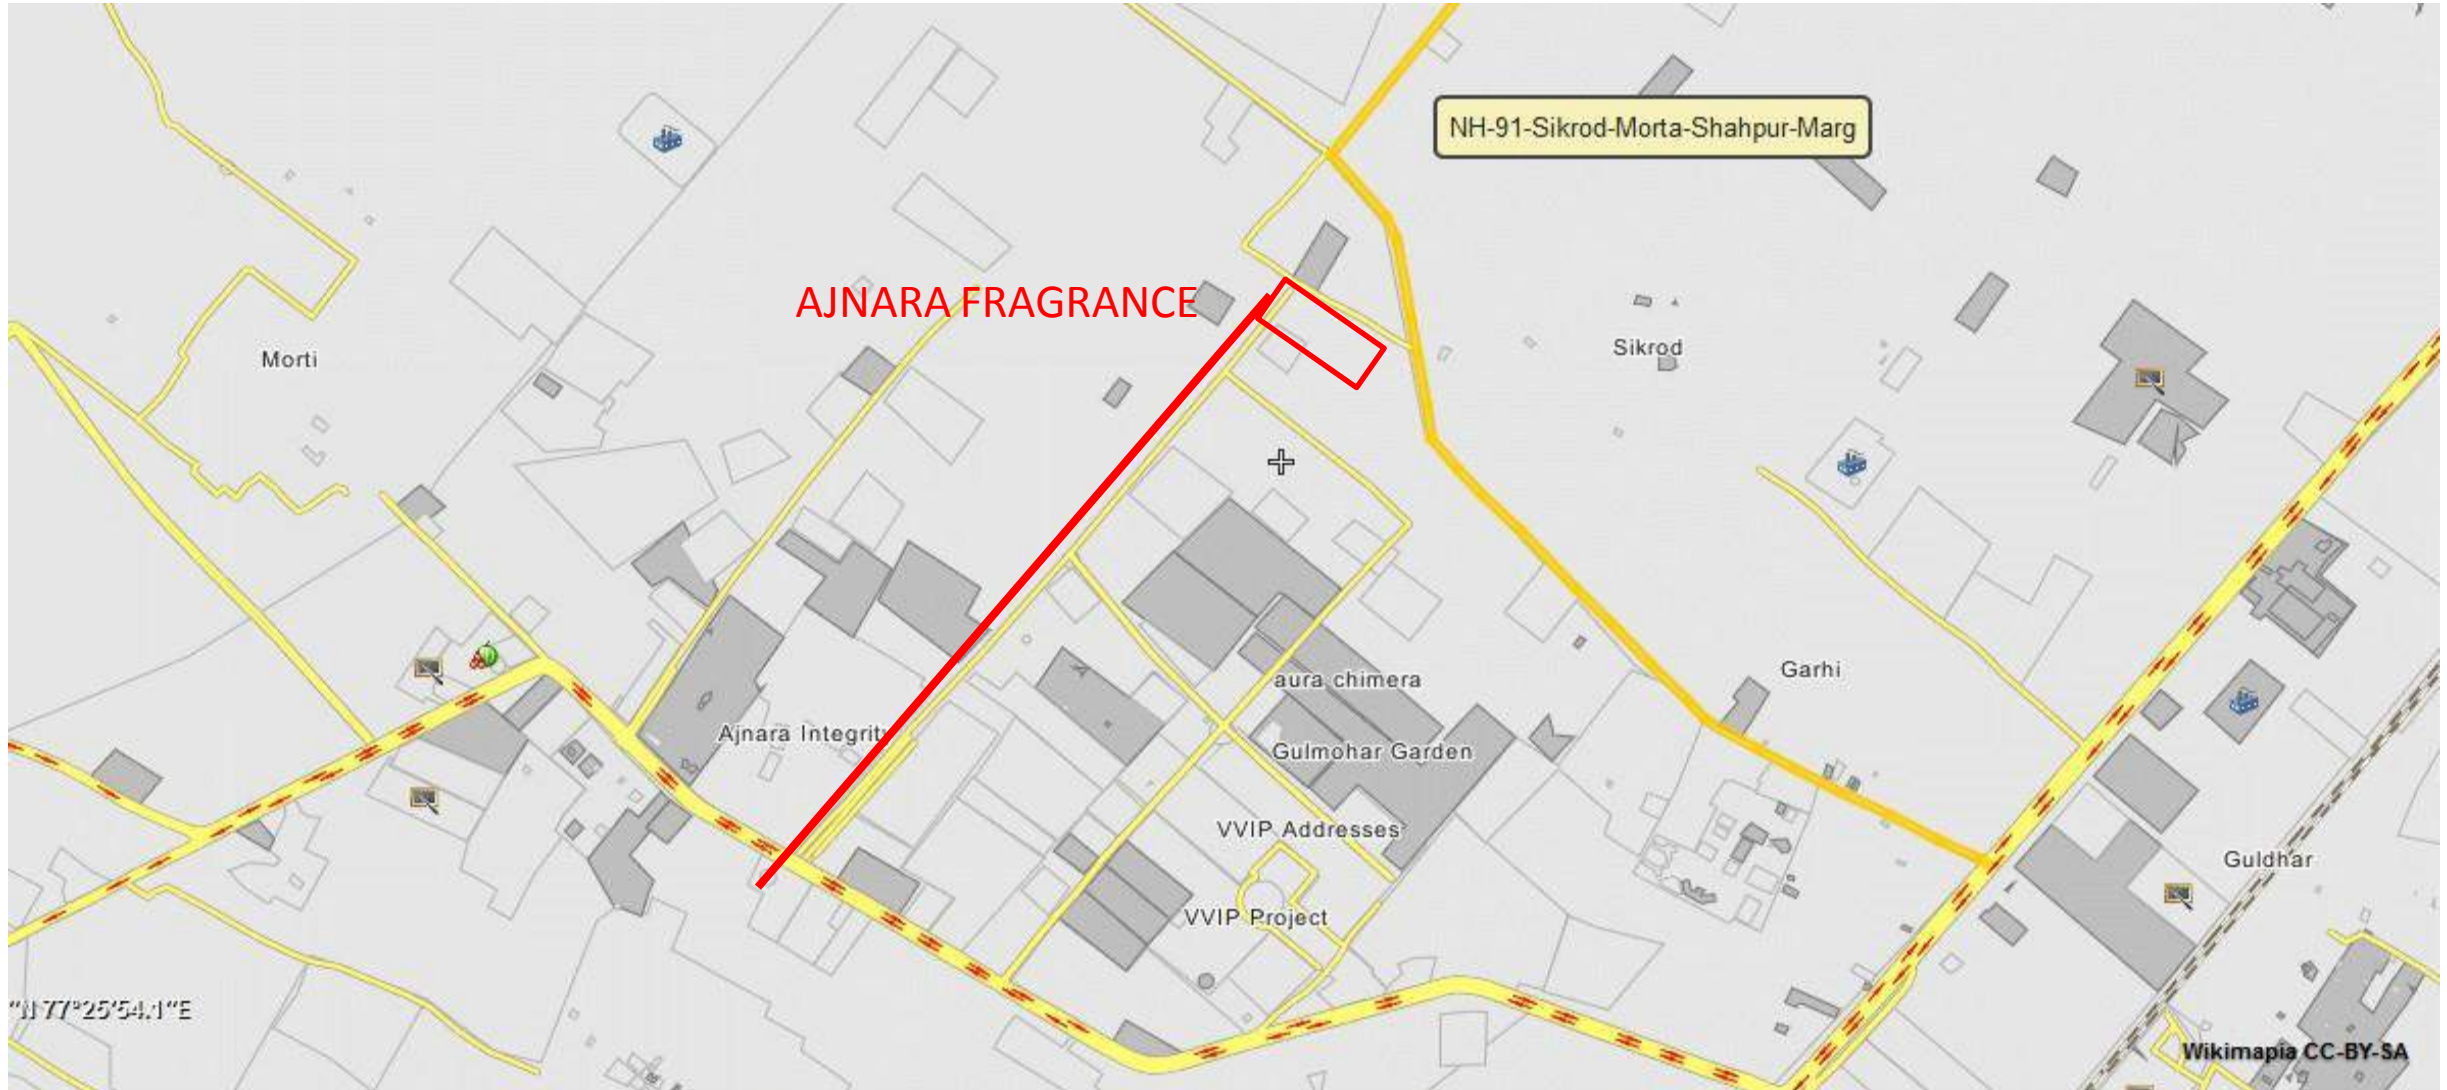 NH-91-Sikrod-Morta-Shahpur-Marg
AJNARA FRAGRANCE
Sikrod
Morti
Garhi
aura chimera
Ajnara Integrit
Gulmohar Garden
VVIP Addresses
Guldhar
VVIP Project
"N 77°25'54.1"E
Wikimapia CC-BY-SA